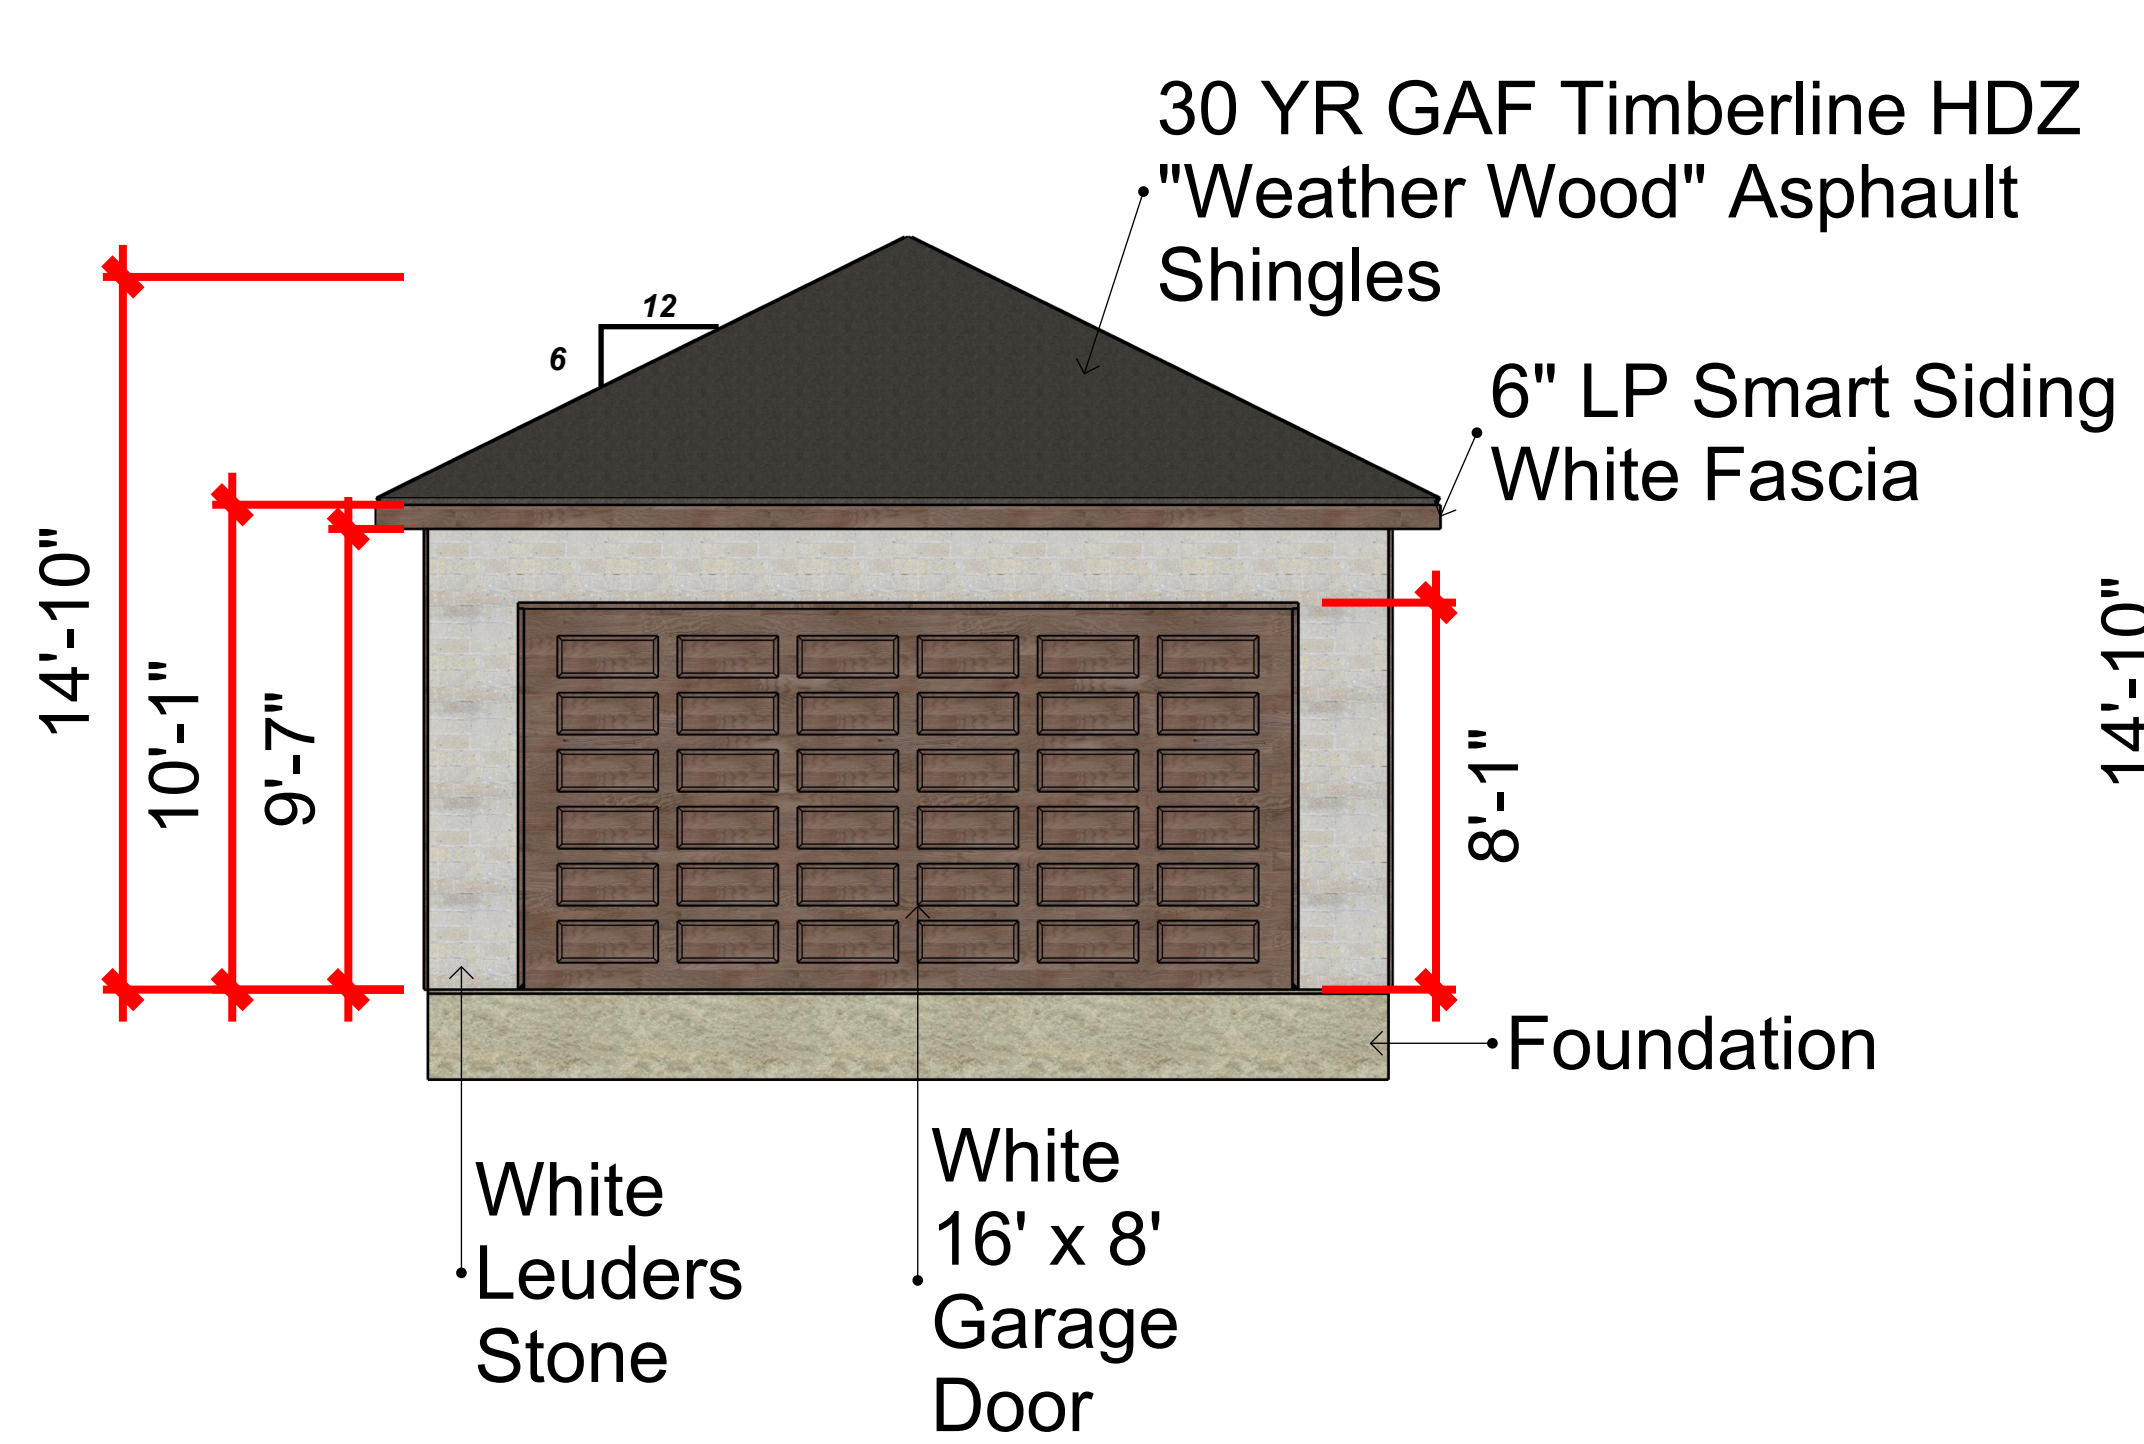 30 YR GAF Timberline HDZ
"Weather Wood" Asphault
Shingles
12
6
6" LP Smart Siding
White Fascia
14'-10"
10'-1"
9'-7"
8'-1"
14'-10"
Foundation
White
Leuders
Stone
White
16' x 8'
Garage
Door